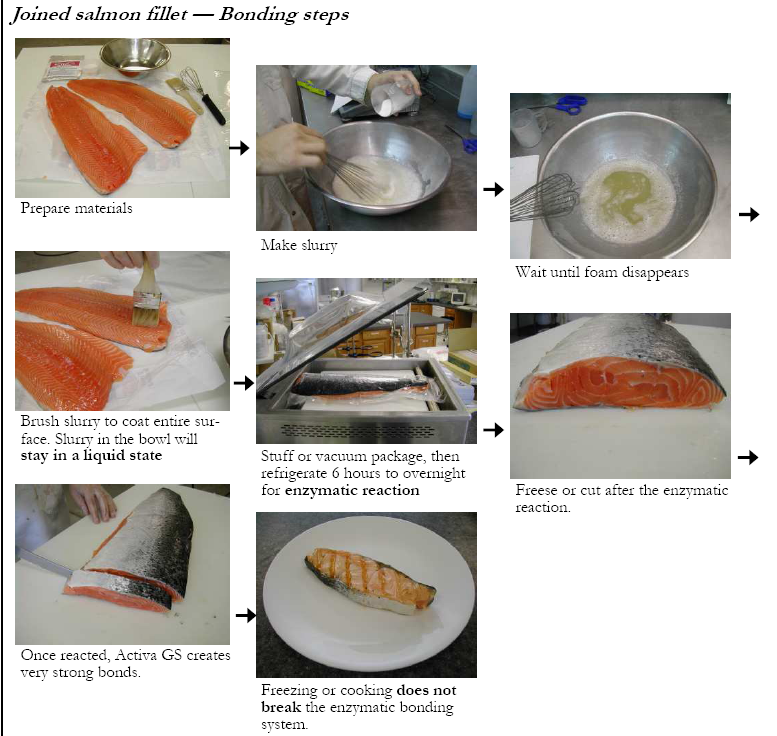 Joined salmon fillet — Bonding steps
Prepare materials
Make slurry
Wait until foam disappears
Brush slurry to coat entire sur-
face. Slurry in the bowl will
stay in a liquid state
Stuff or vacuum package, then
refrigerate 6 hours to overnight
for enzymatic reaction
Freese or cut after the enzymatic
reaction.
Once reacted, Activa GS creates
very strong bonds.
Freezing or cooking does not
break the enzymatic bonding
system.